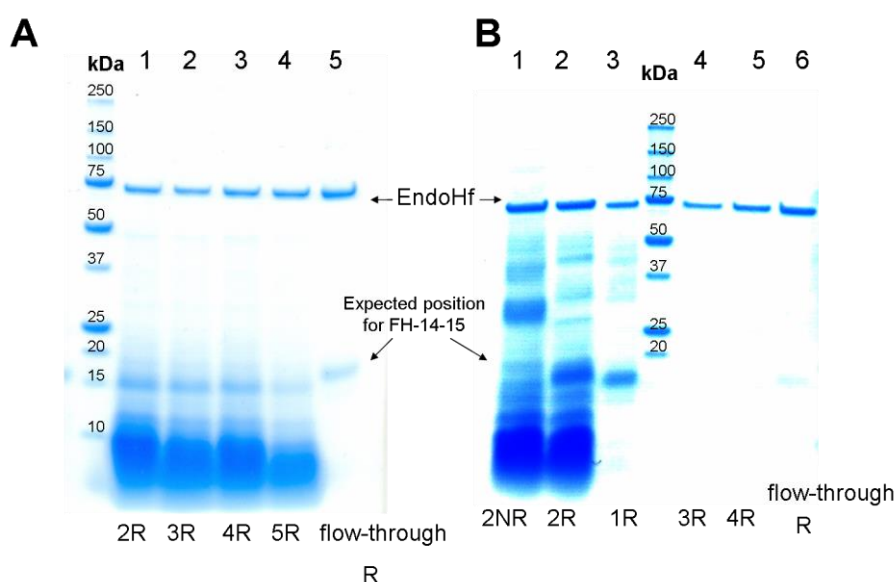 A
kDa 1 2 3 4 5
250
150
100
75
50
37
25
20
15
10
2R 3R 4R 5R flow-through
R
EndoHf
Expected position
for FH-14-15
B
1 2 3 kDa 4 5 6
250
150
100
75
50
37
25
20
2NR 2R 1R 3R 4R flow-through
R